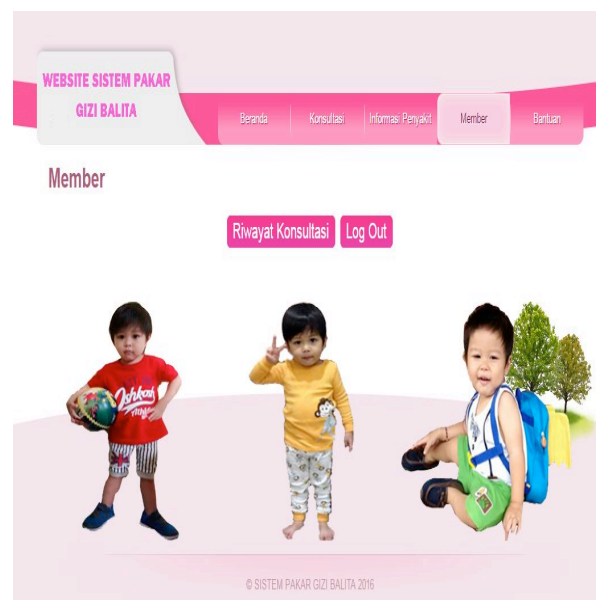 WEBSITE SISTEM PAKAR
GIZI BALITA
Beranda
Konsultasi
Informasi Penyakit
Member
Bantuan
Member
Riwayat Konsultasi
Log Out
© SISTEM PAKAR GIZI BALITA 2016